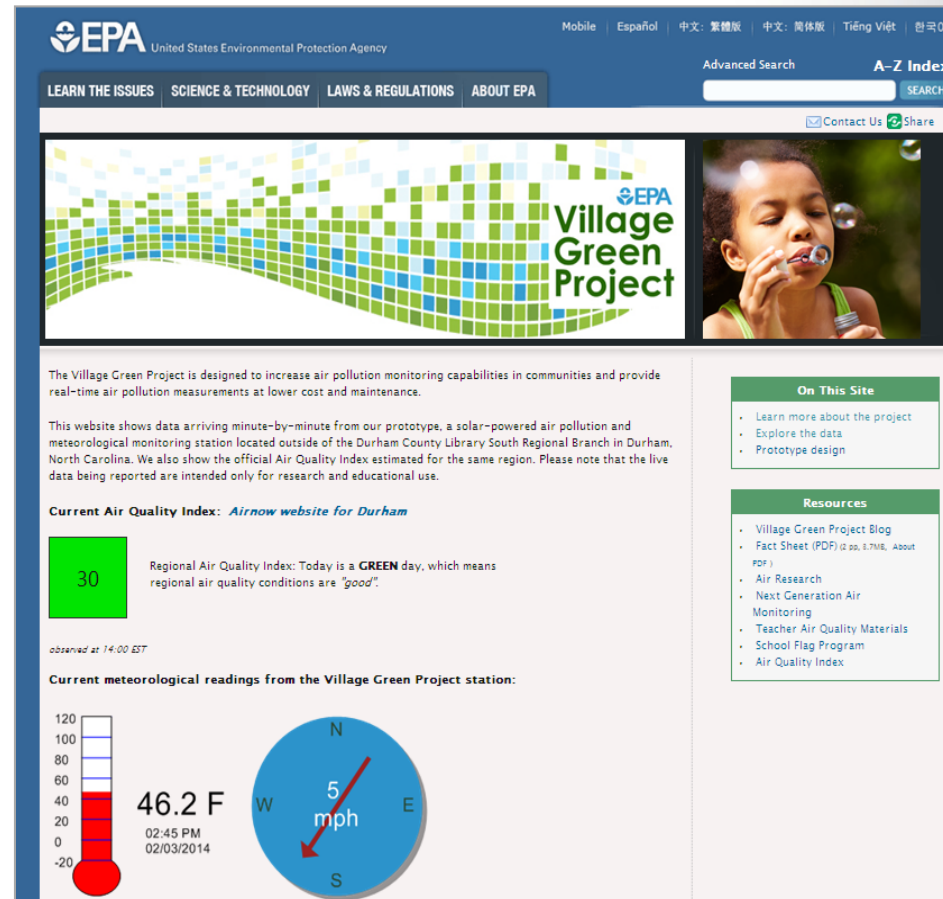 EPA United States Environmental Protection Agency
Mobile Español 中文: 繁體版 中文: 简体版 Tiếng Việt 한국어
Advanced Search A-Z Index
SEARCH
LEARN THE ISSUES SCIENCE & TECHNOLOGY LAWS & REGULATIONS ABOUT EPA
Contact Us Share
EPA
Village
Green
Project
The Village Green Project is designed to increase air pollution monitoring capabilities in communities and provide
real-time air pollution measurements at lower cost and maintenance.
This website shows data arriving minute-by-minute from our prototype, a solar-powered air pollution and
meteorological monitoring station located outside of the Durham County Library South Regional Branch in Durham,
North Carolina. We also show the official Air Quality Index estimated for the same region. Please note that the live
data being reported are intended only for research and educational use.
Current Air Quality Index: Airnow website for Durham
30
Regional Air Quality Index: Today is a GREEN day, which means
regional air quality conditions are "good".
observed at 14:00 EST
Current meteorological readings from the Village Green Project station:
120
100
80
60
40
20
0
-20
46.2 F
02:45 PM
02/03/2014
N
W
E
S
5
mph
On This Site
Learn more about the project
Explore the data
Prototype design
Resources
Village Green Project Blog
Fact Sheet (PDF) (2 pp, 8.7MB, About
PDF )
Air Research
Next Generation Air
Monitoring
Teacher Air Quality Materials
School Flag Program
Air Quality Index